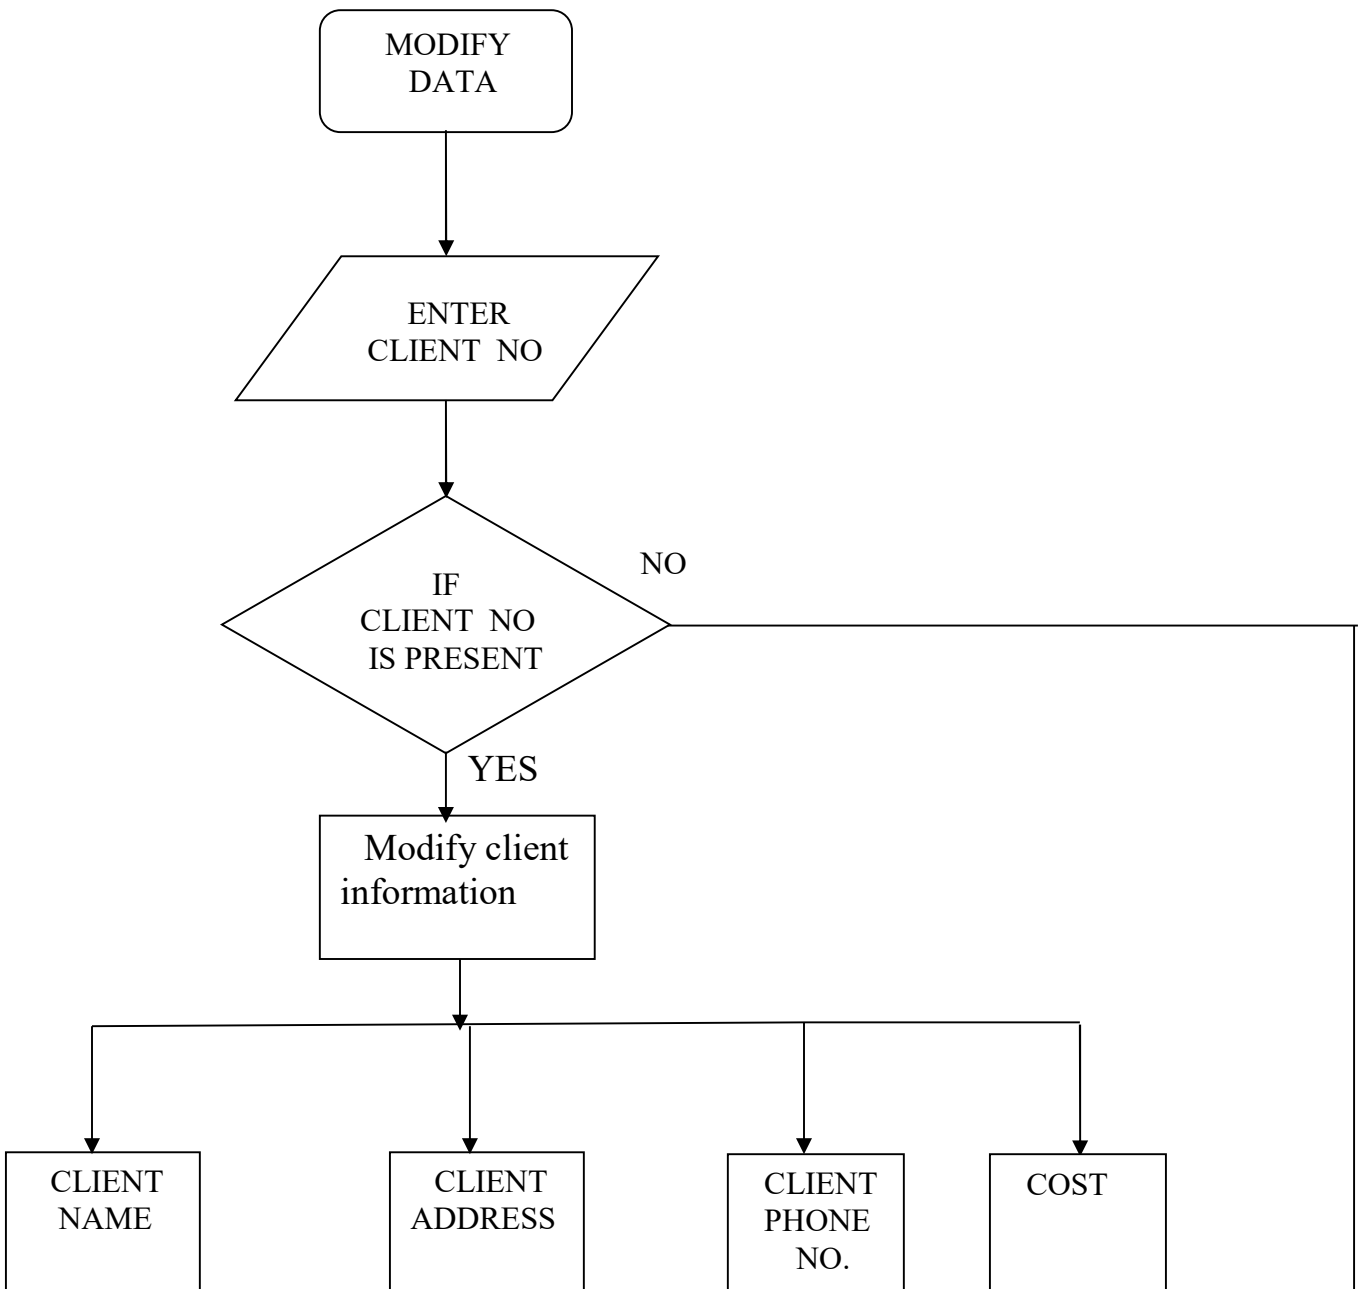 MODIFY
DATA
ENTER
CLIENT NO
NO
IF
CLIENT NO
IS PRESENT
YES
Modify client
information
CLIENT
NAME
CLIENT
ADDRESS
CLIENT
PHONE
NO.
COST